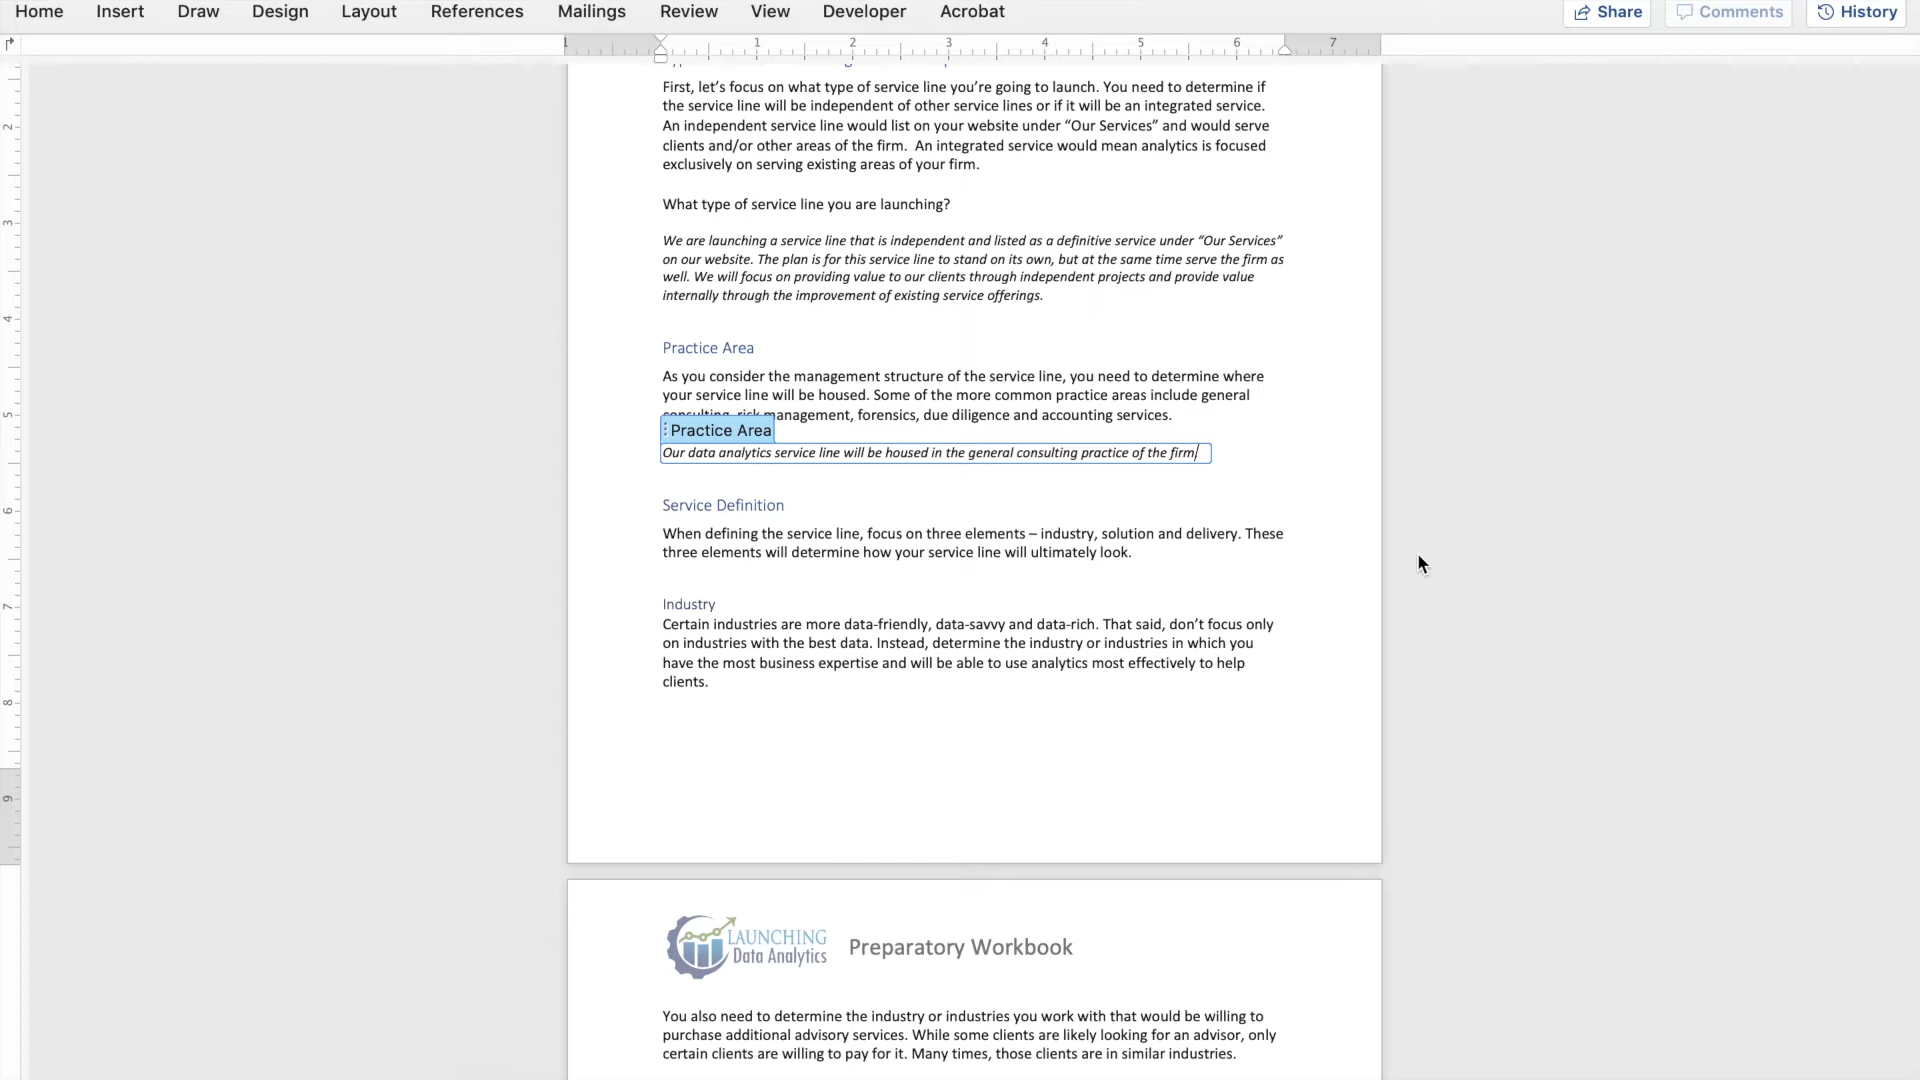 Home Insert Draw Design Layout References Mailings Review View Developer Acrobat Share Comments History
1 1 2 3 4 5 6 7
First, let’s focus on what type of service line you’re going to launch. You need to determine if
the service line will be independent of other service lines or if it will be an integrated service.
An independent service line would list on your website under “Our Services” and would serve
clients and/or other areas of the firm.  An integrated service would mean analytics is focused
exclusively on serving existing areas of your firm.
What type of service line you are launching?
We are launching a service line that is independent and listed as a definitive service under “Our Services”
on our website. The plan is for this service line to stand on its own, but at the same time serve the firm as
well. We will focus on providing value to our clients through independent projects and provide value
internally through the improvement of existing service offerings.
Practice Area
As you consider the management structure of the service line, you need to determine where
your service line will be housed. Some of the more common practice areas include general
consulting, risk management, forensics, due diligence and accounting services.
Practice Area
Our data analytics service line will be housed in the general consulting practice of the firm
Service Definition
When defining the service line, focus on three elements – industry, solution and delivery. These
three elements will determine how your service line will ultimately look.
Industry
Certain industries are more data-friendly, data-savvy and data-rich. That said, don’t focus only
on industries with the best data. Instead, determine the industry or industries in which you
have the most business expertise and will be able to use analytics most effectively to help
clients.
LAUNCHING
Data Analytics
Preparatory Workbook
You also need to determine the industry or industries you work with that would be willing to
purchase additional advisory services. While some clients are likely looking for an advisor, only
certain clients are willing to pay for it. Many times, those clients are in similar industries.
2
3
4
5
6
7
8
9